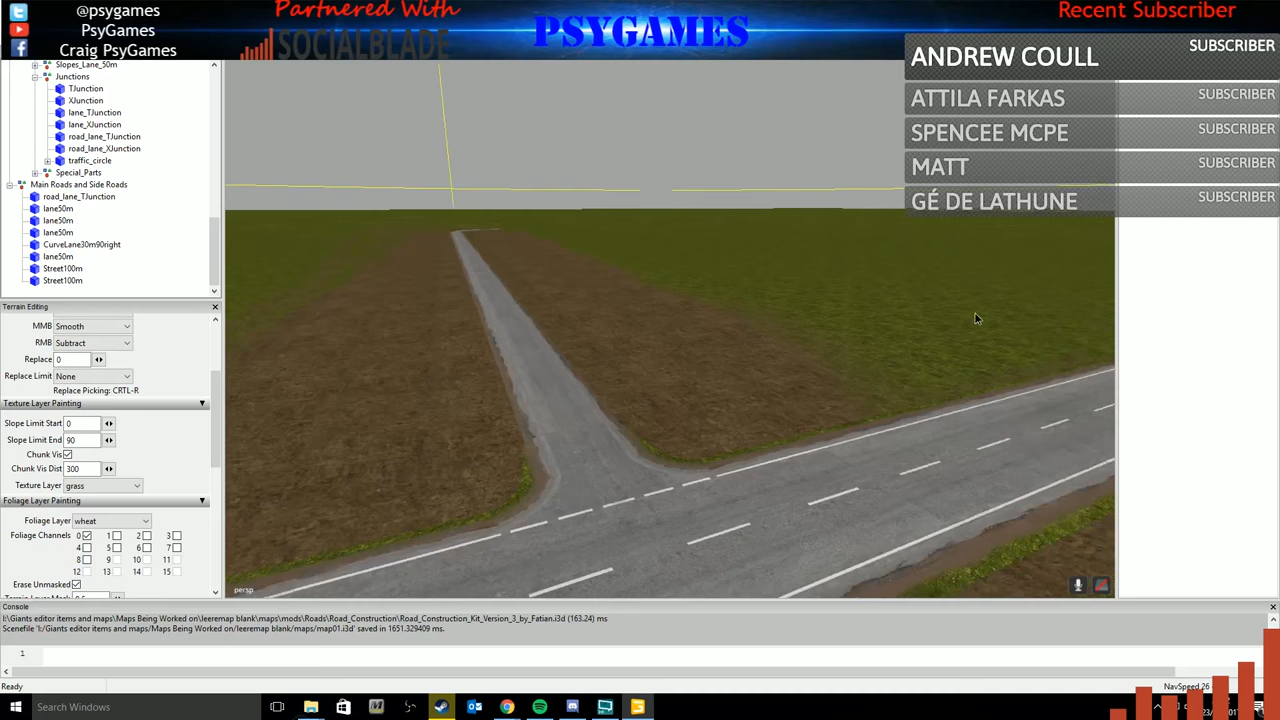 @psygames
PsyGames
Craig PsyGames
Partnered With
SOCIALBLADE
PSYGAMES
Recent Subscriber
ANDREW COULL SUBSCRIBER
ATTILA FARKAS SUBSCRIBER
SPENCEE MCPE SUBSCRIBER
MATT SUBSCRIBER
GÉ DE LATHUNE SUBSCRIBER
Slopes_Lane_50m
Junctions
TJunction
XJunction
lane_TJunction
lane_XJunction
road_lane_TJunction
road_lane_XJunction
traffic_circle
Special_Parts
Main Roads and Side Roads
road_lane_TJunction
lane50m
lane50m
lane50m
CurveLane30m90right
lane50m
Street100m
Street100m
Terrain Editing
MMB Smooth
RMB Subtract
Replace 0
Replace Limit None
Replace Picking: CRTL-R
Texture Layer Painting
Slope Limit Start 0
Slope Limit End 90
Chunk Vis
Chunk Vis Dist 300
Texture Layer grass
Foliage Layer Painting
Foliage Layer wheat
Foliage Channels 0 1 2 3
4 5 6 7
8 9 10 11
12 13 14 15
Erase Unmasked
persp
Console
I:\Giants editor items and maps\Maps Being Worked on\leeremap blank\maps\mods\Roads\Road_Construction\Road_Construction_Kit_Version_3_by_Fatian.i3d (163.24) ms
Scenefile 'I:/Giants editor items and maps/Maps Being Worked on/leeremap blank/maps/map01.i3d' saved in 1651.329409 ms.
1
Ready
NavSpeed 26
Search Windows